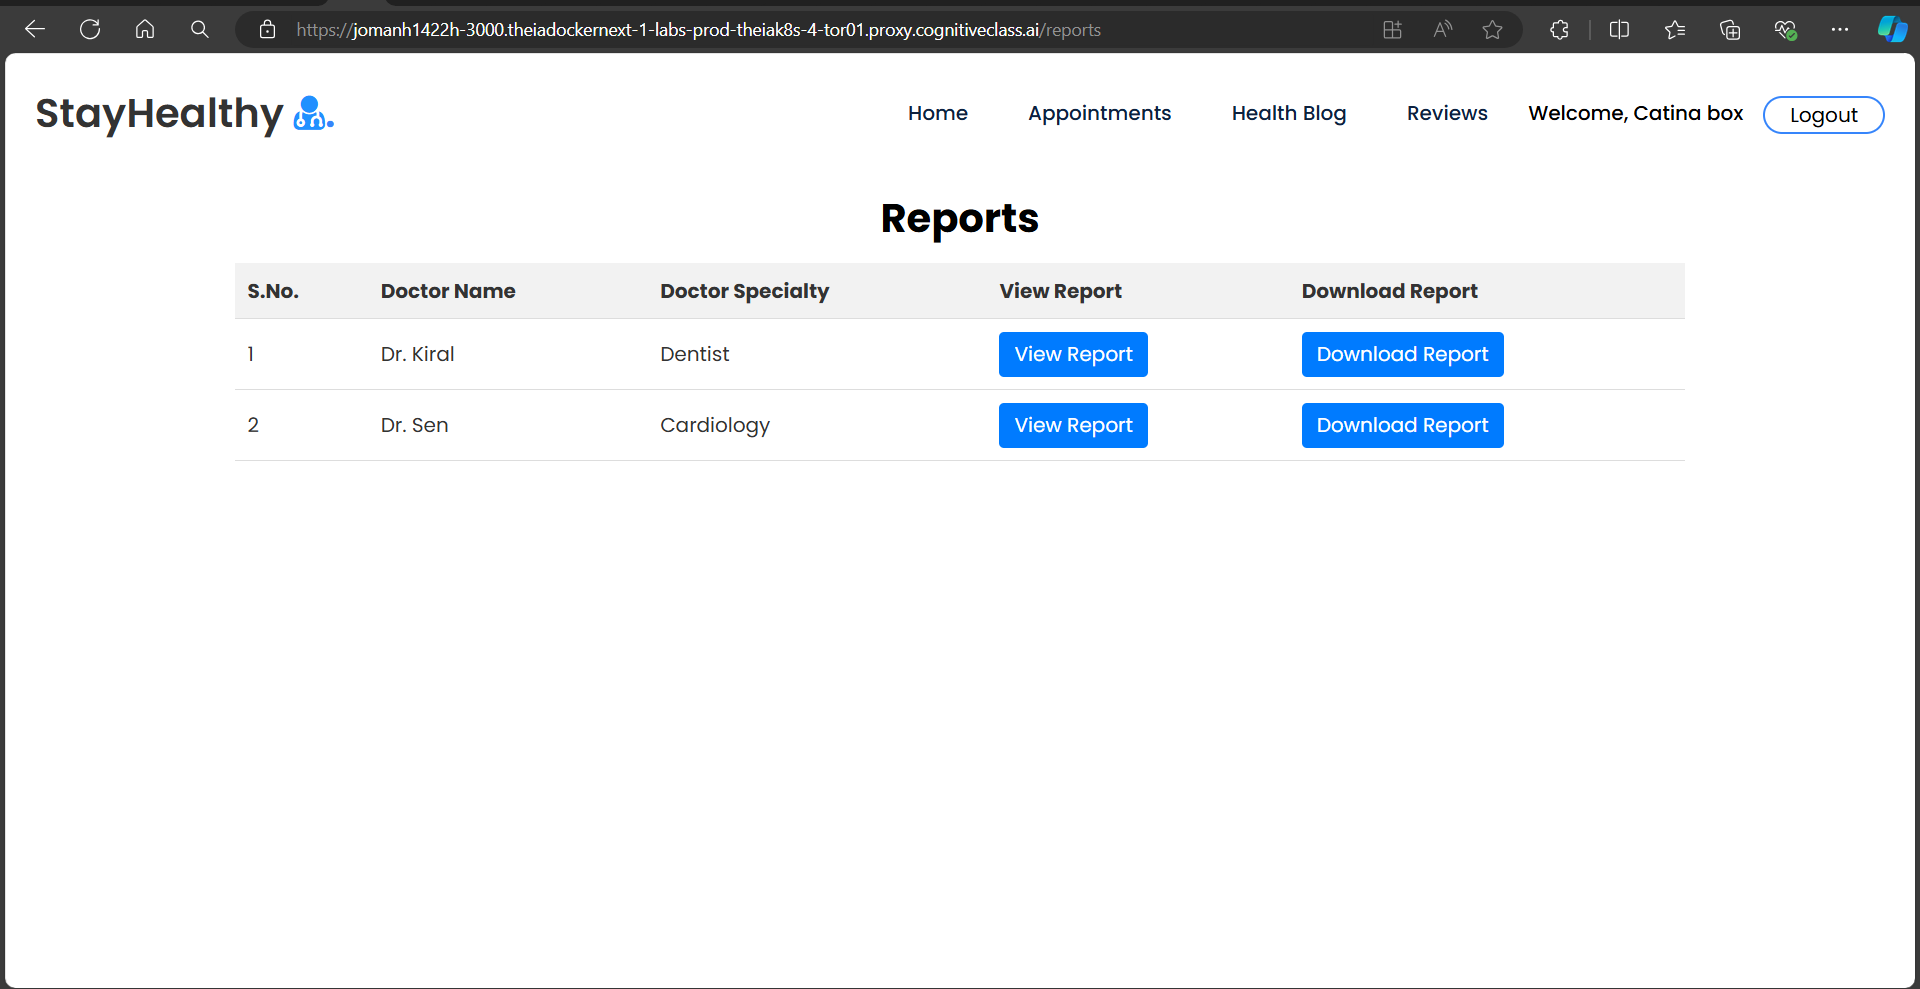 https://jomanh1422h-3000.theiadockernext-1-labs-prod-theiak8s-4-tor01.proxy.cognitiveclass.ai/reports
StayHealthy Home Appointments Health Blog Reviews Welcome, Catina box Logout
Reports
S.No. Doctor Name Doctor Specialty View Report Download Report
1 Dr. Kiral Dentist View Report Download Report
2 Dr. Sen Cardiology View Report Download Report